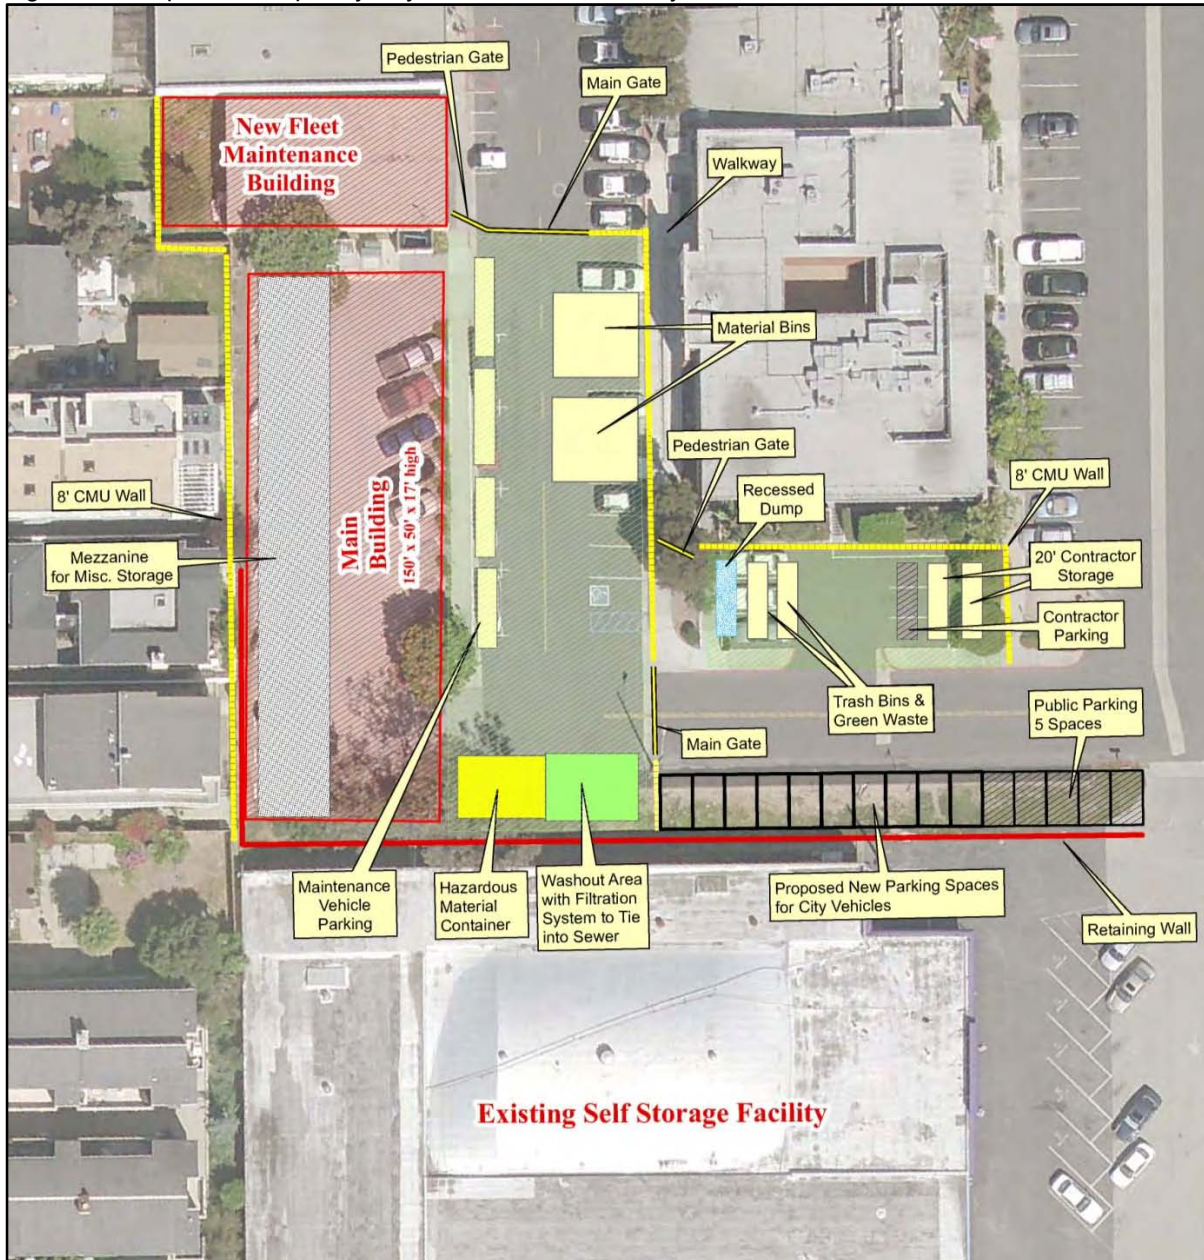 Pedestrian Gate
Main Gate
New Fleet
Maintenance
Building
Walkway
Material Bins
Pedestrian Gate
8' CMU Wall
Recessed
Dump
8' CMU Wall
Main
Building
150' x 50' x 17' high
Mezzanine
for Misc. Storage
20' Contractor
Storage
Contractor
Parking
Trash Bins &
Green Waste
Public Parking
5 Spaces
Main Gate
Maintenance
Vehicle
Parking
Hazardous
Material
Container
Washout Area
with Filtration
System to Tie
into Sewer
Proposed New Parking Spaces
for City Vehicles
Retaining Wall
Existing Self Storage Facility